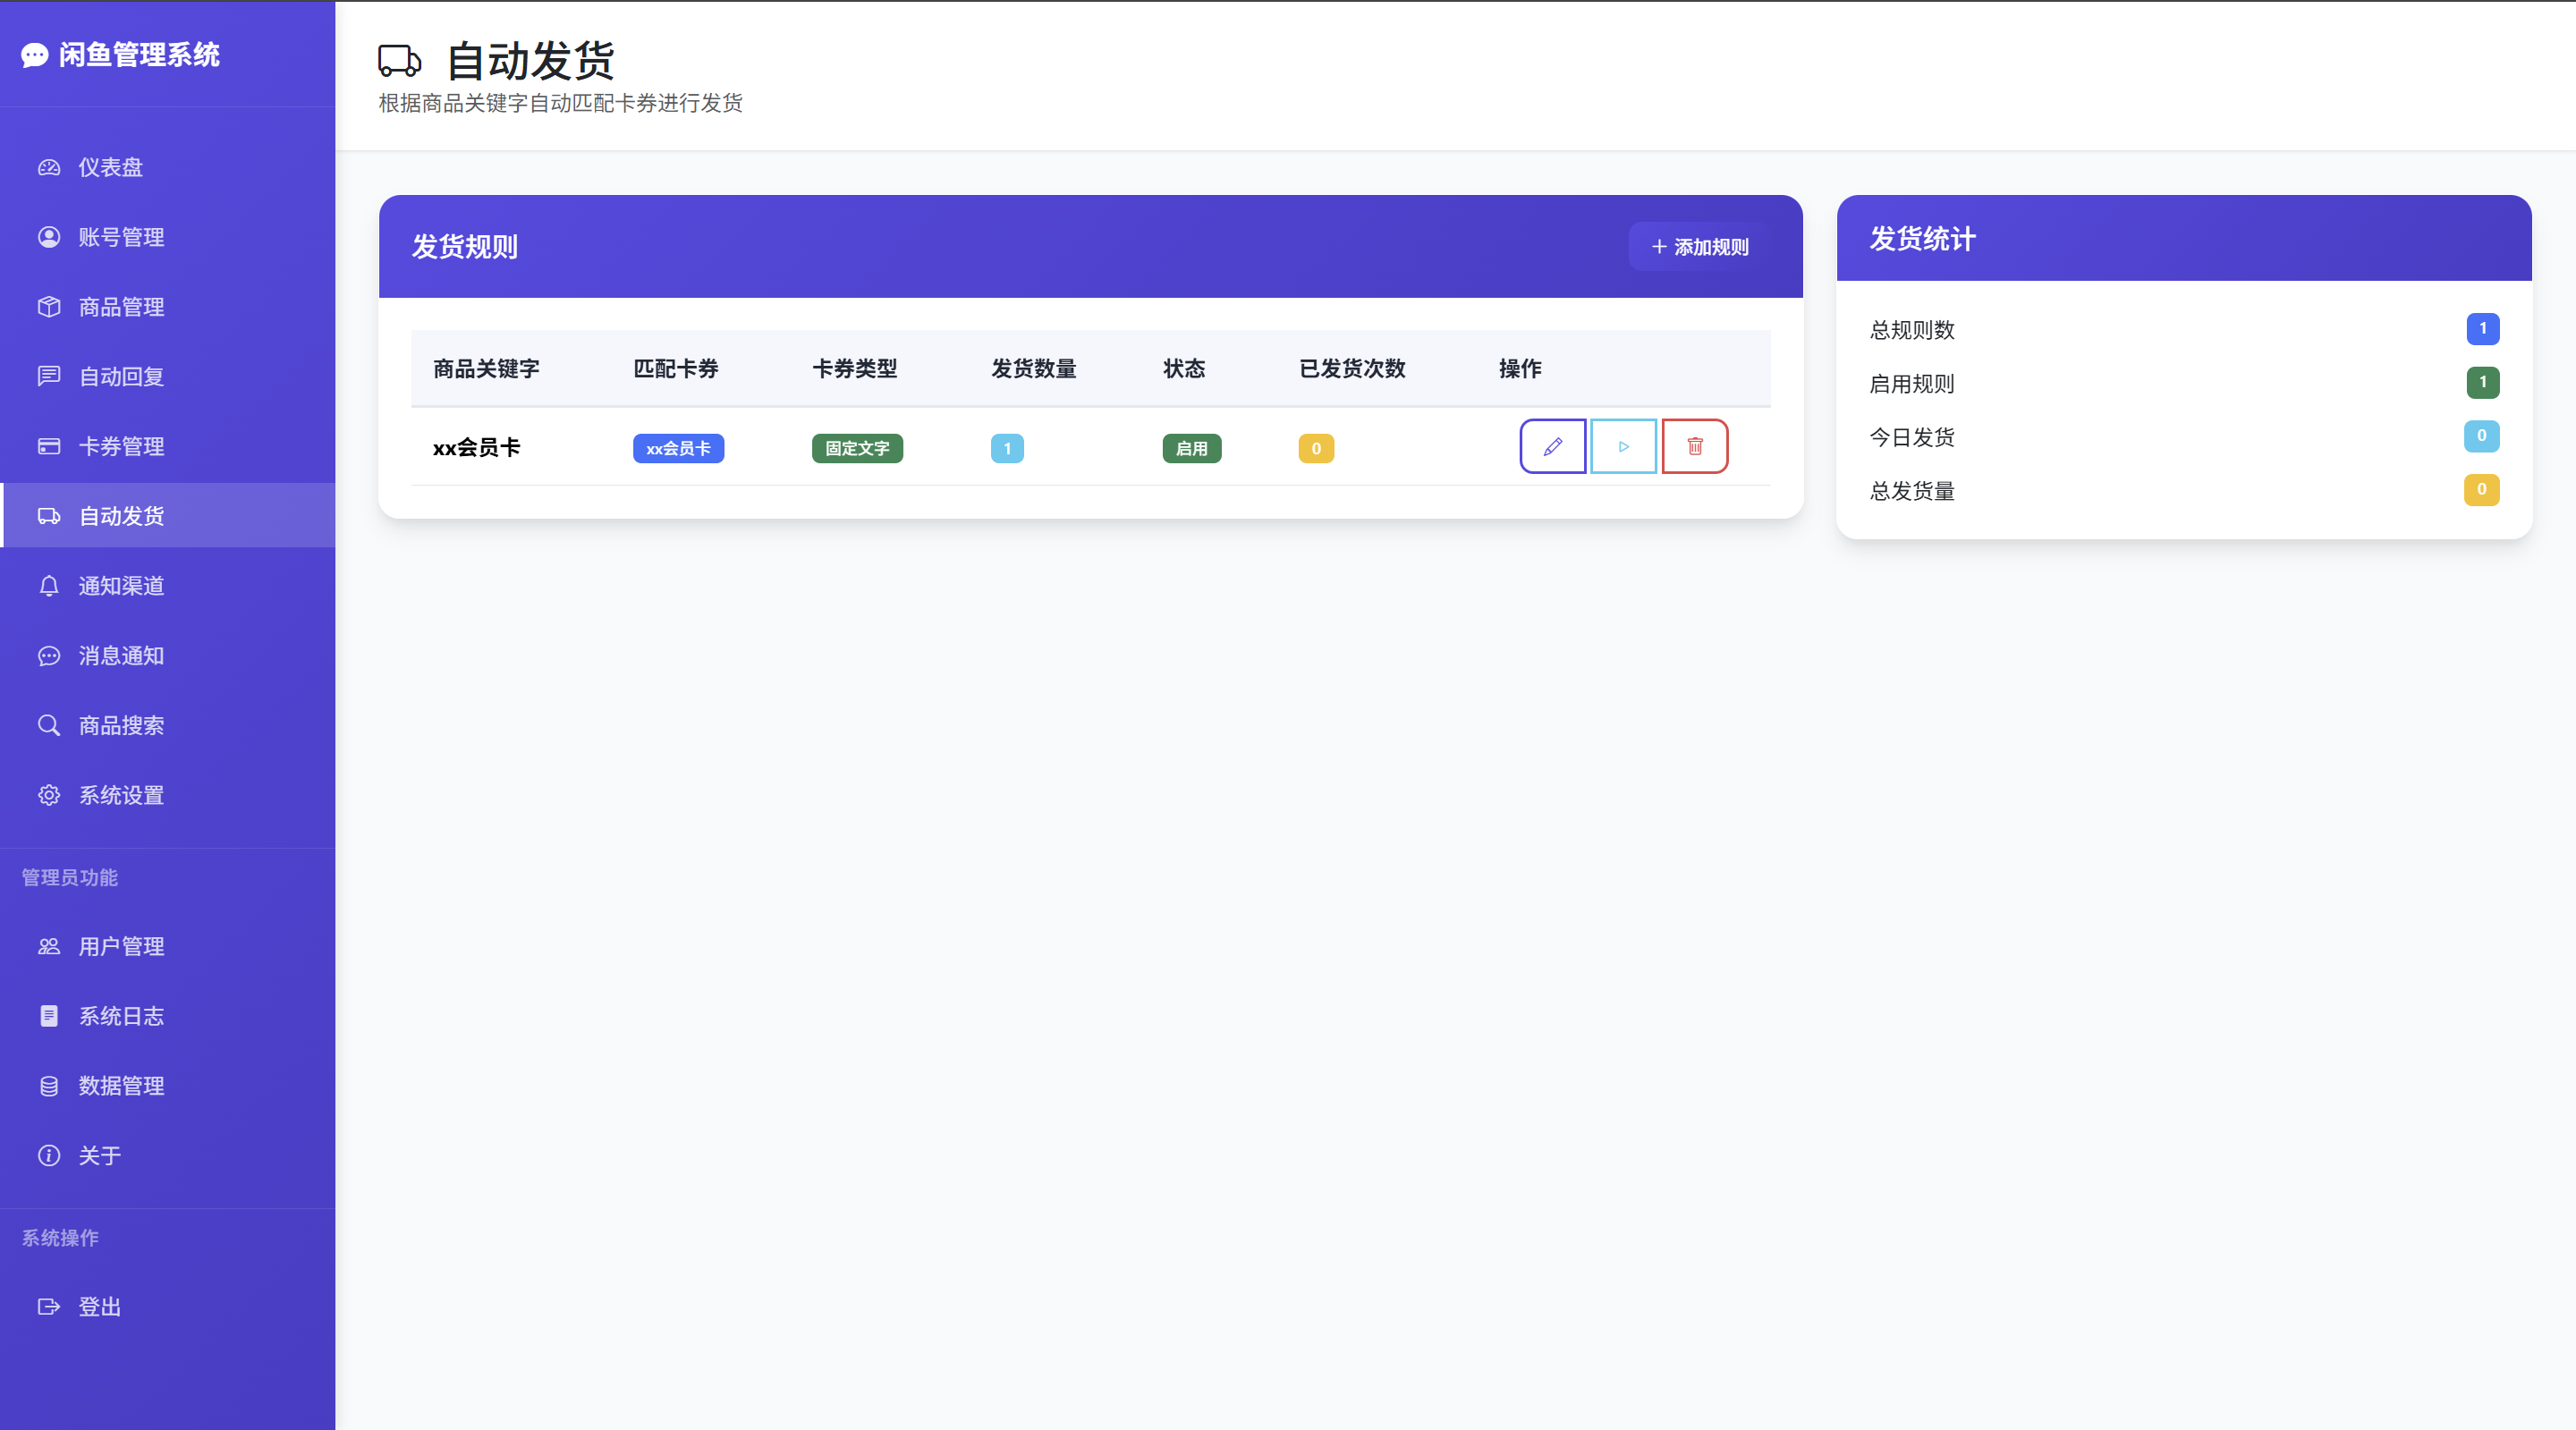 闲鱼管理系统
仪表盘
账号管理
商品管理
自动回复
卡券管理
自动发货
通知渠道
消息通知
商品搜索
系统设置
管理员功能
用户管理
系统日志
数据管理
关于
系统操作
登出
自动发货
根据商品关键字自动匹配卡券进行发货
发货规则
添加规则
商品关键字 匹配卡券 卡券类型 发货数量 状态 已发货次数 操作
xx会员卡 xx会员卡 固定文字 1 启用 0
发货统计
总规则数 1
启用规则 1
今日发货 0
总发货量 0